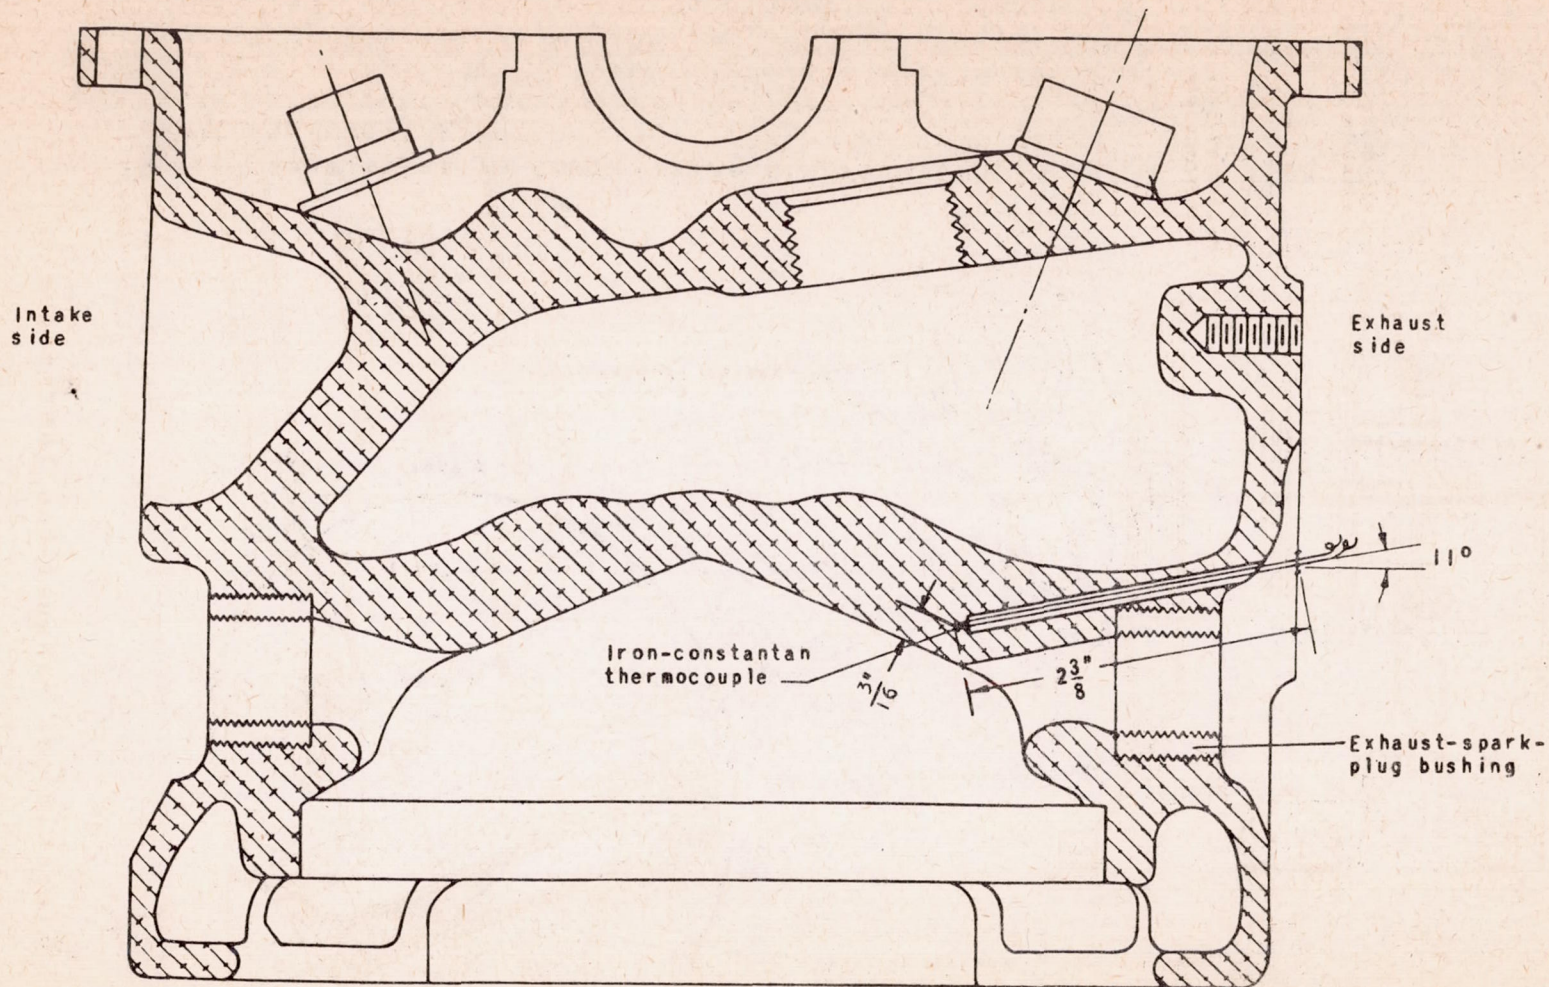 Intake
side
Exhaust
side
11°
Iron-constantan
thermocouple
3"/16
2 3/8"
Exhaust-spark-
plug bushing